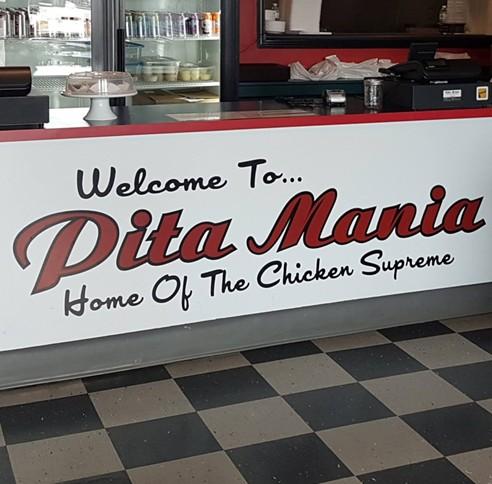 Welcome To...
Pita Mania
Home Of The Chicken Supreme